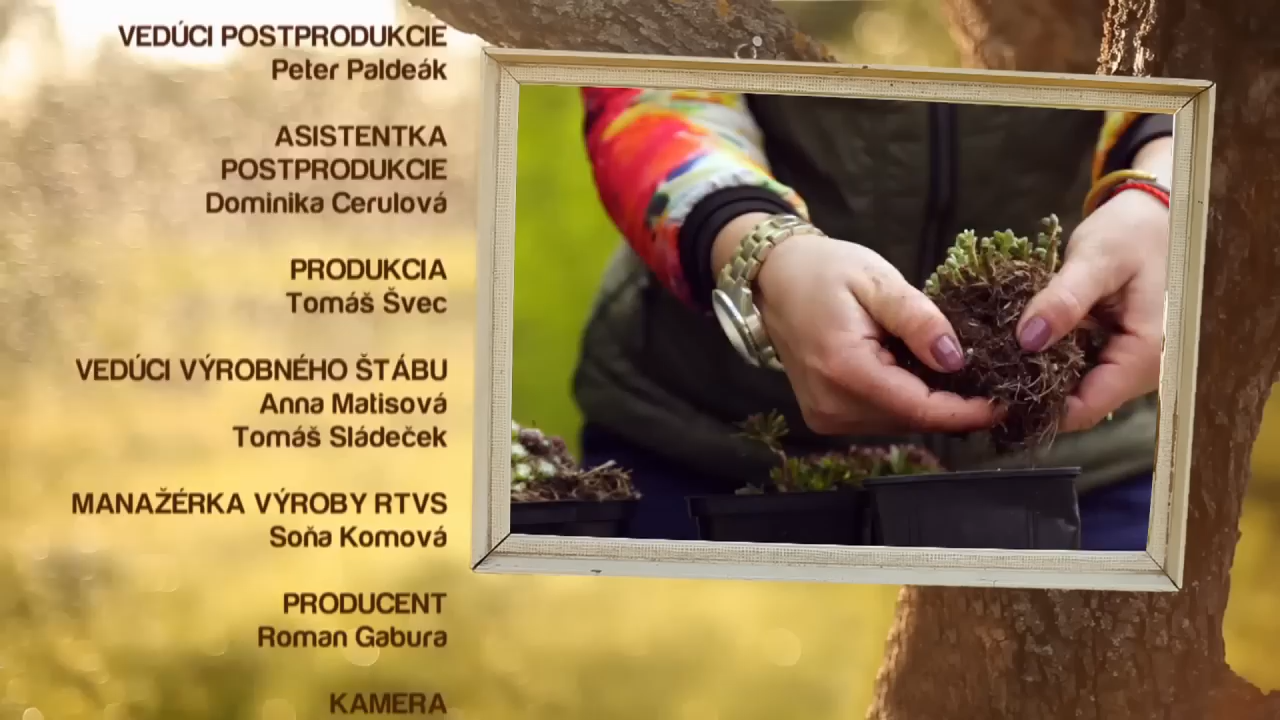 VEDÚCI POSTPRODUKCIE
Peter Paldeák
ASISTENTKA
POSTPRODUKCIE
Dominika Cerulová
PRODUKCIA
Tomáš Švec
VEDÚCI VÝROBNÉHO ŠTÁBU
Anna Matisová
Tomáš Sládeček
MANAŽÉRKA VÝROBY RTVS
Soňa Komová
PRODUCENT
Roman Gabura
KAMERA